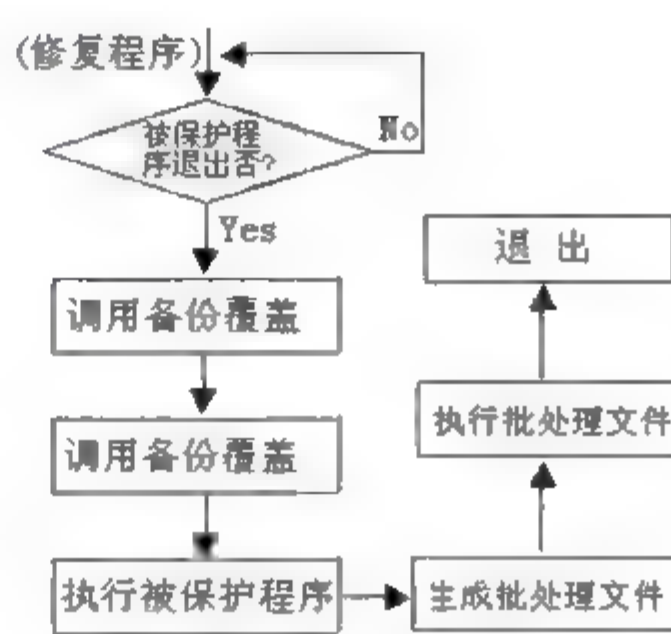 (修复程序)
No
被保护程
序退出否?
Yes
调用备份覆盖
调用备份覆盖
执行被保护程序
生成批处理文件
执行批处理文件
退 出